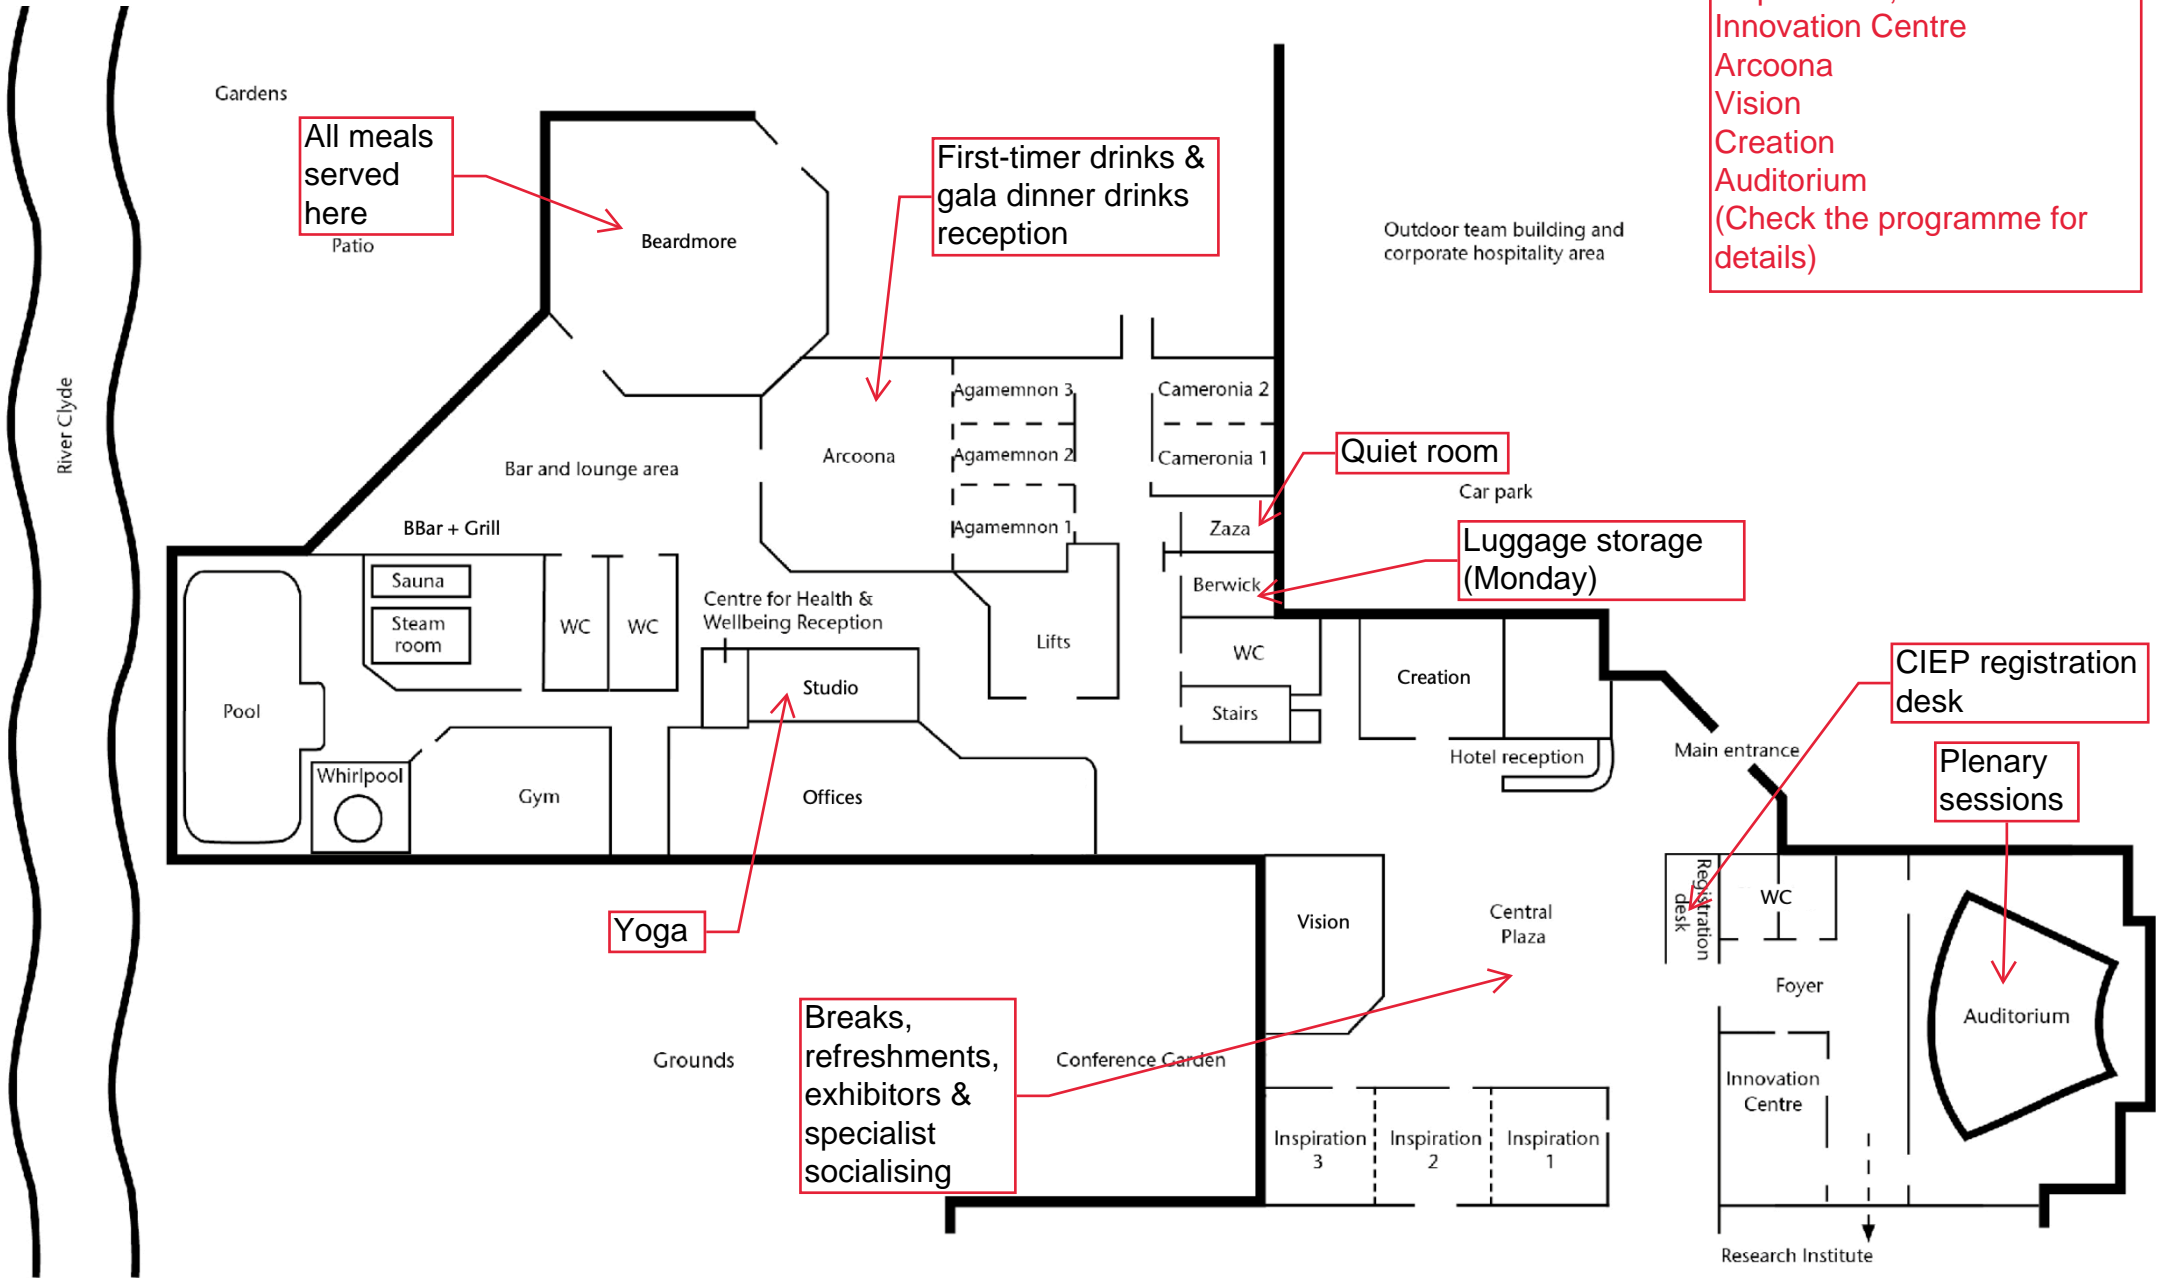 Innovation Centre
Arcoona
Vision
Creation
Auditorium
(Check the programme for
details)
Gardens
All meals
served
here
Patio
Beardmore
First-timer drinks &
gala dinner drinks
reception
Outdoor team building and
corporate hospitality area
River Clyde
Bar and lounge area
BBar + Grill
Arcoona
Agamemnon 3
Agamemnon 2
Agamemnon 1
Cameronia 2
Cameronia 1
Quiet room
Car park
Zaza
Luggage storage
(Monday)
Berwick
Sauna
Steam
room
WC
WC
Centre for Health &
Wellbeing Reception
Lifts
WC
Stairs
Creation
Studio
Pool
Whirlpool
Gym
Offices
Hotel reception
Main entrance
CIEP registration
desk
Plenary
sessions
Yoga
Vision
Central
Plaza
Registration
desk
WC
Foyer
Auditorium
Breaks,
refreshments,
exhibitors &
specialist
socialising
Grounds
Conference Garden
Innovation
Centre
Inspiration
3
Inspiration
2
Inspiration
1
Research Institute